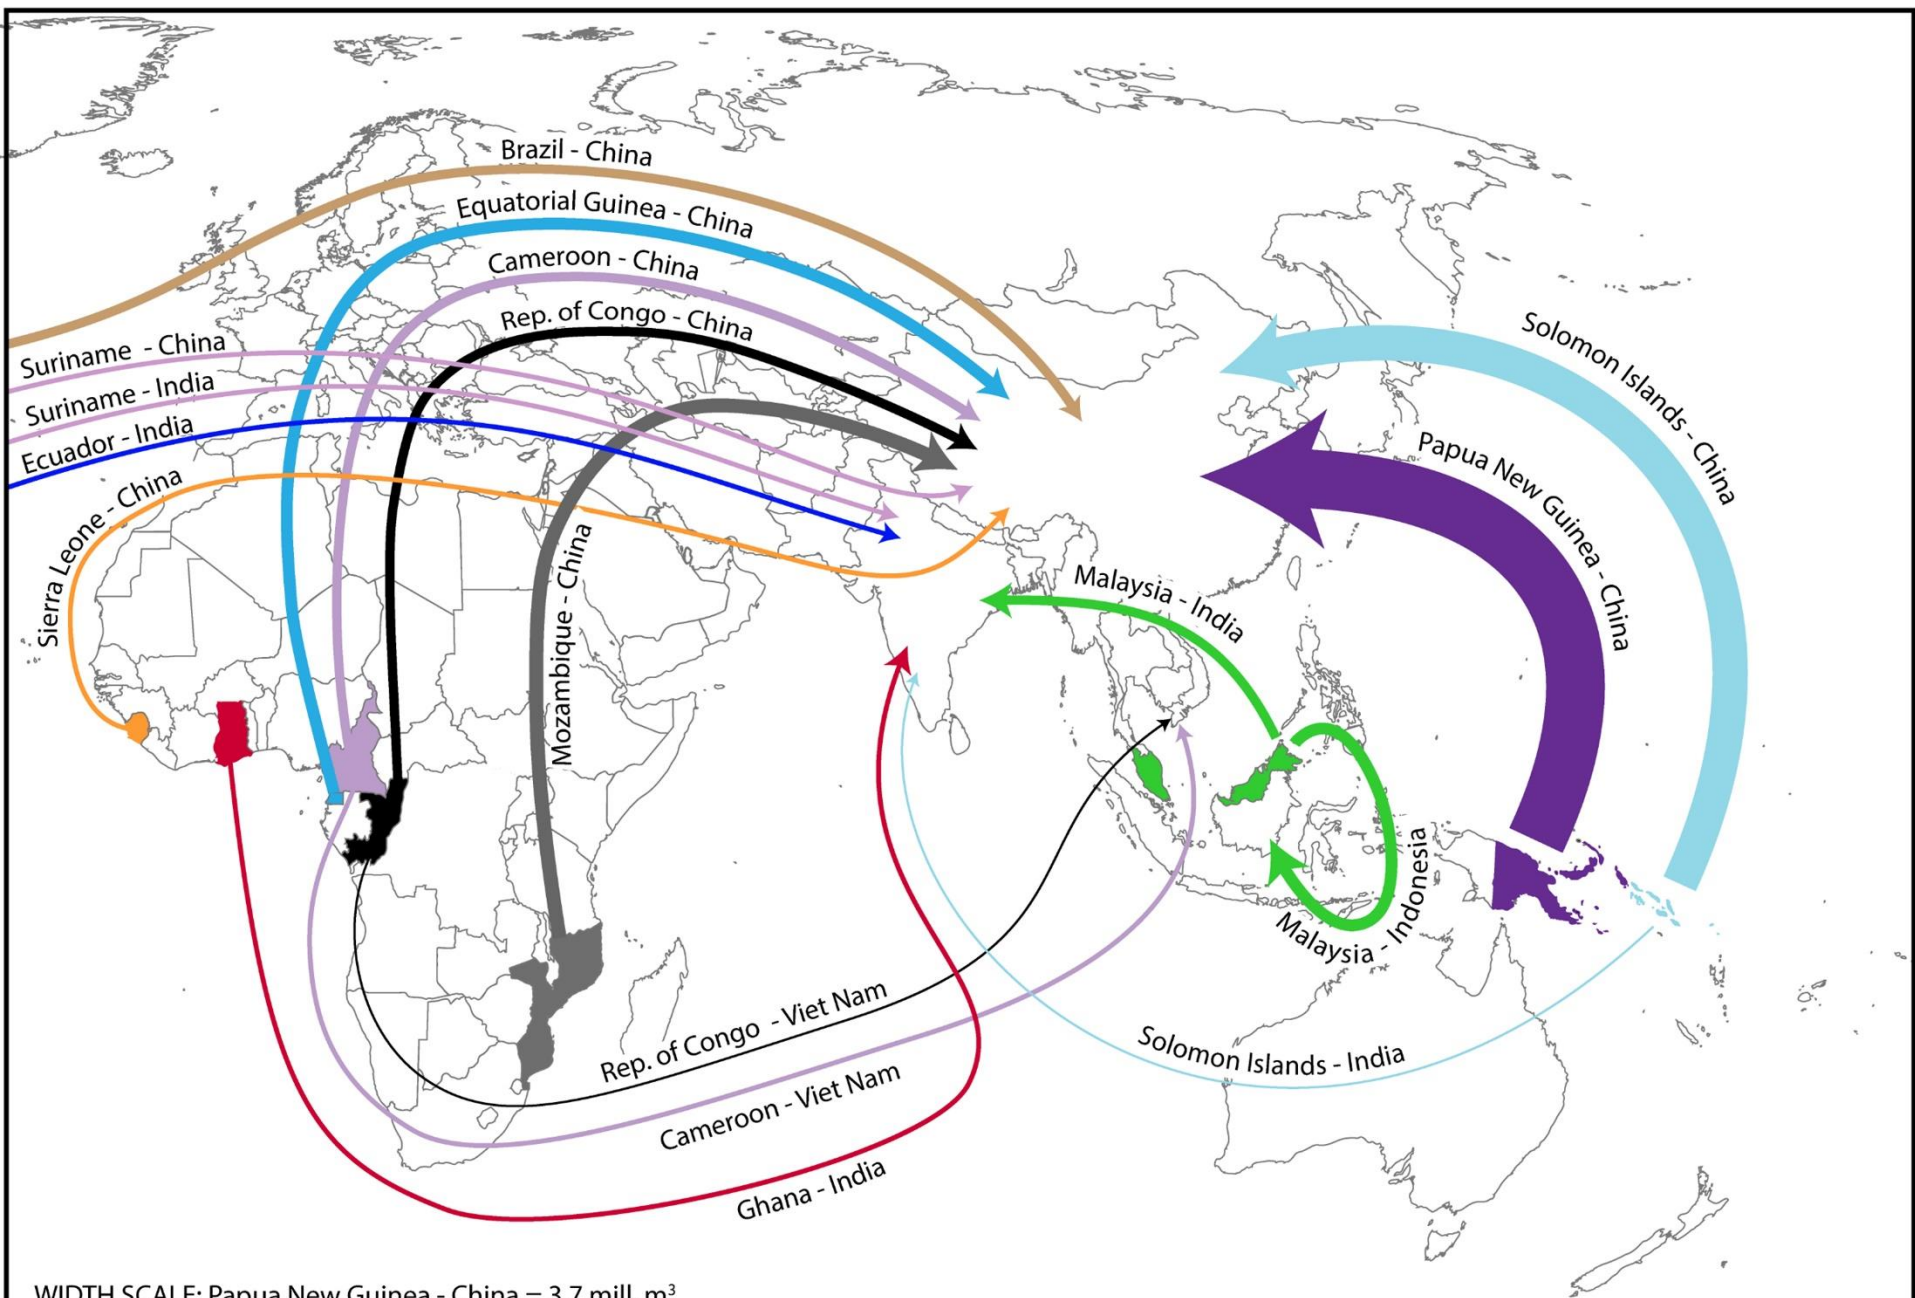 Brazil - China
Equatorial Guinea - China
Cameroon - China
Rep. of Congo - China
Suriname - China
Suriname - India
Ecuador - India
Sierra Leone - China
Mozambique - China
Solomon Islands - China
Papua New Guinea - China
Malaysia - India
Malaysia - Indonesia
Rep. of Congo - Viet Nam
Cameroon - Viet Nam
Ghana - India
Solomon Islands - India
WIDTH SCALE: Papua New Guinea - China = 3.7 mill. m³